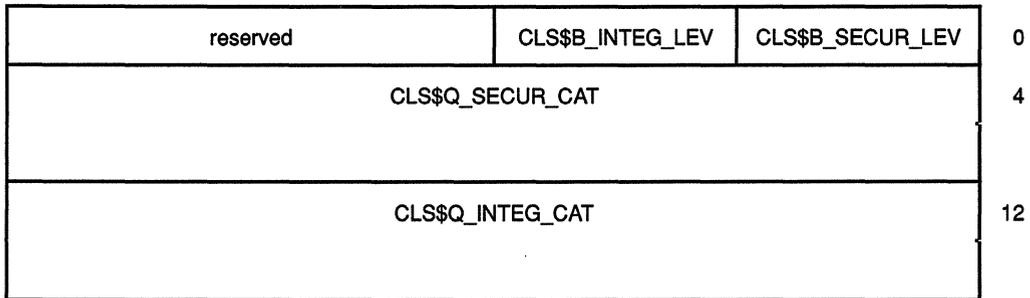 reserved CLS$B_INTEG_LEV CLS$B_SECUR_LEV 0
CLS$Q_SECUR_CAT 4
CLS$Q_INTEG_CAT 12